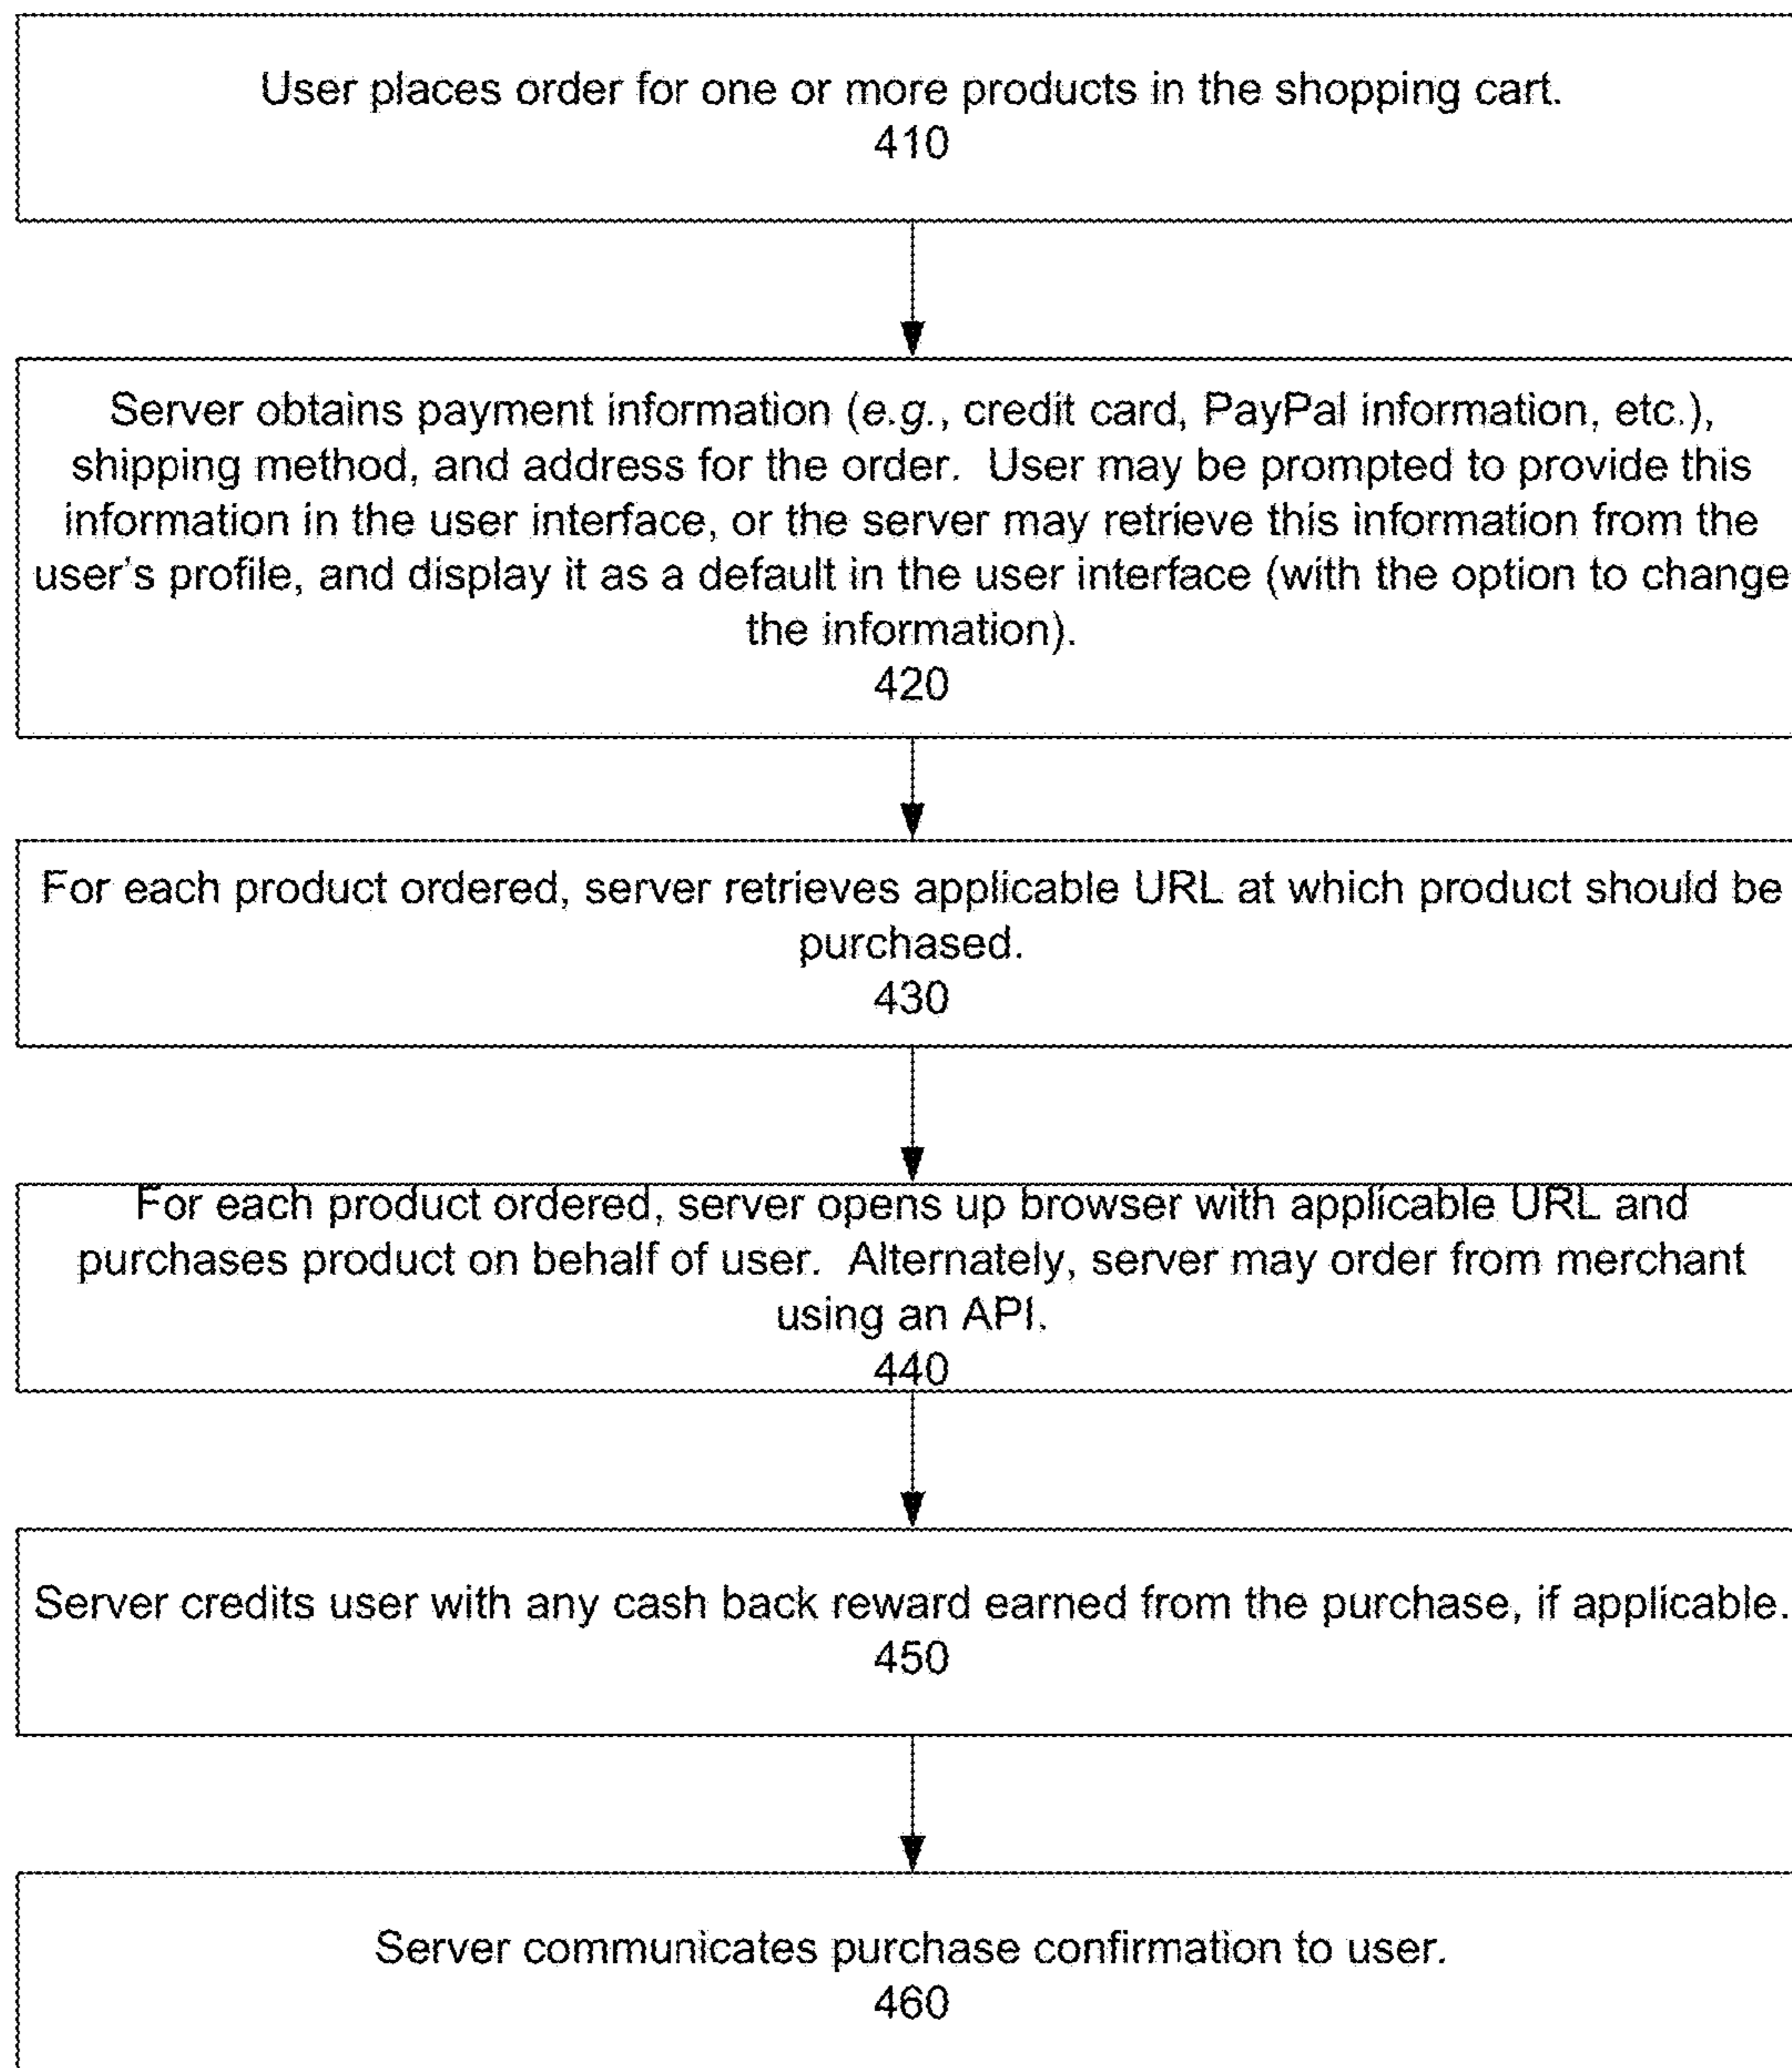 User places order for one or more products in the shopping cart.
410
Server obtains payment information (e.g., credit card, PayPal information, etc.),
shipping method, and address for the order.  User may be prompted to provide this
information in the user interface, or the server may retrieve this information from the
user's profile, and display it as a default in the user interface (with the option to change
the information).
420
For each product ordered, server retrieves applicable URL at which product should be
purchased.
430
For each product ordered, server opens up browser with applicable URL and
purchases product on behalf of user.  Alternately, server may order from merchant
using an API.
440
Server credits user with any cash back reward earned from the purchase, if applicable.
450
Server communicates purchase confirmation to user.
460